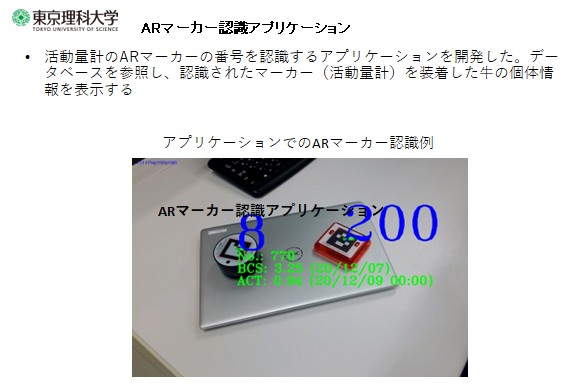 東京理科大学
TOKYO UNIVERSITY OF SCIENCE
ARマーカー認識アプリケーション
• 活動量計のARマーカーの番号を認識するアプリケーションを開発した。デー
タベースを参照し、認識されたマーカー（活動量計）を装着した牛の個体情
報を表示する
アプリケーションでのARマーカー認識例
ARマーカー認識アプリケーション
8
200
No.: 770
BCS: 3.25 (20/12/07)
ACT: 0.94 (20/12/09 00:00)